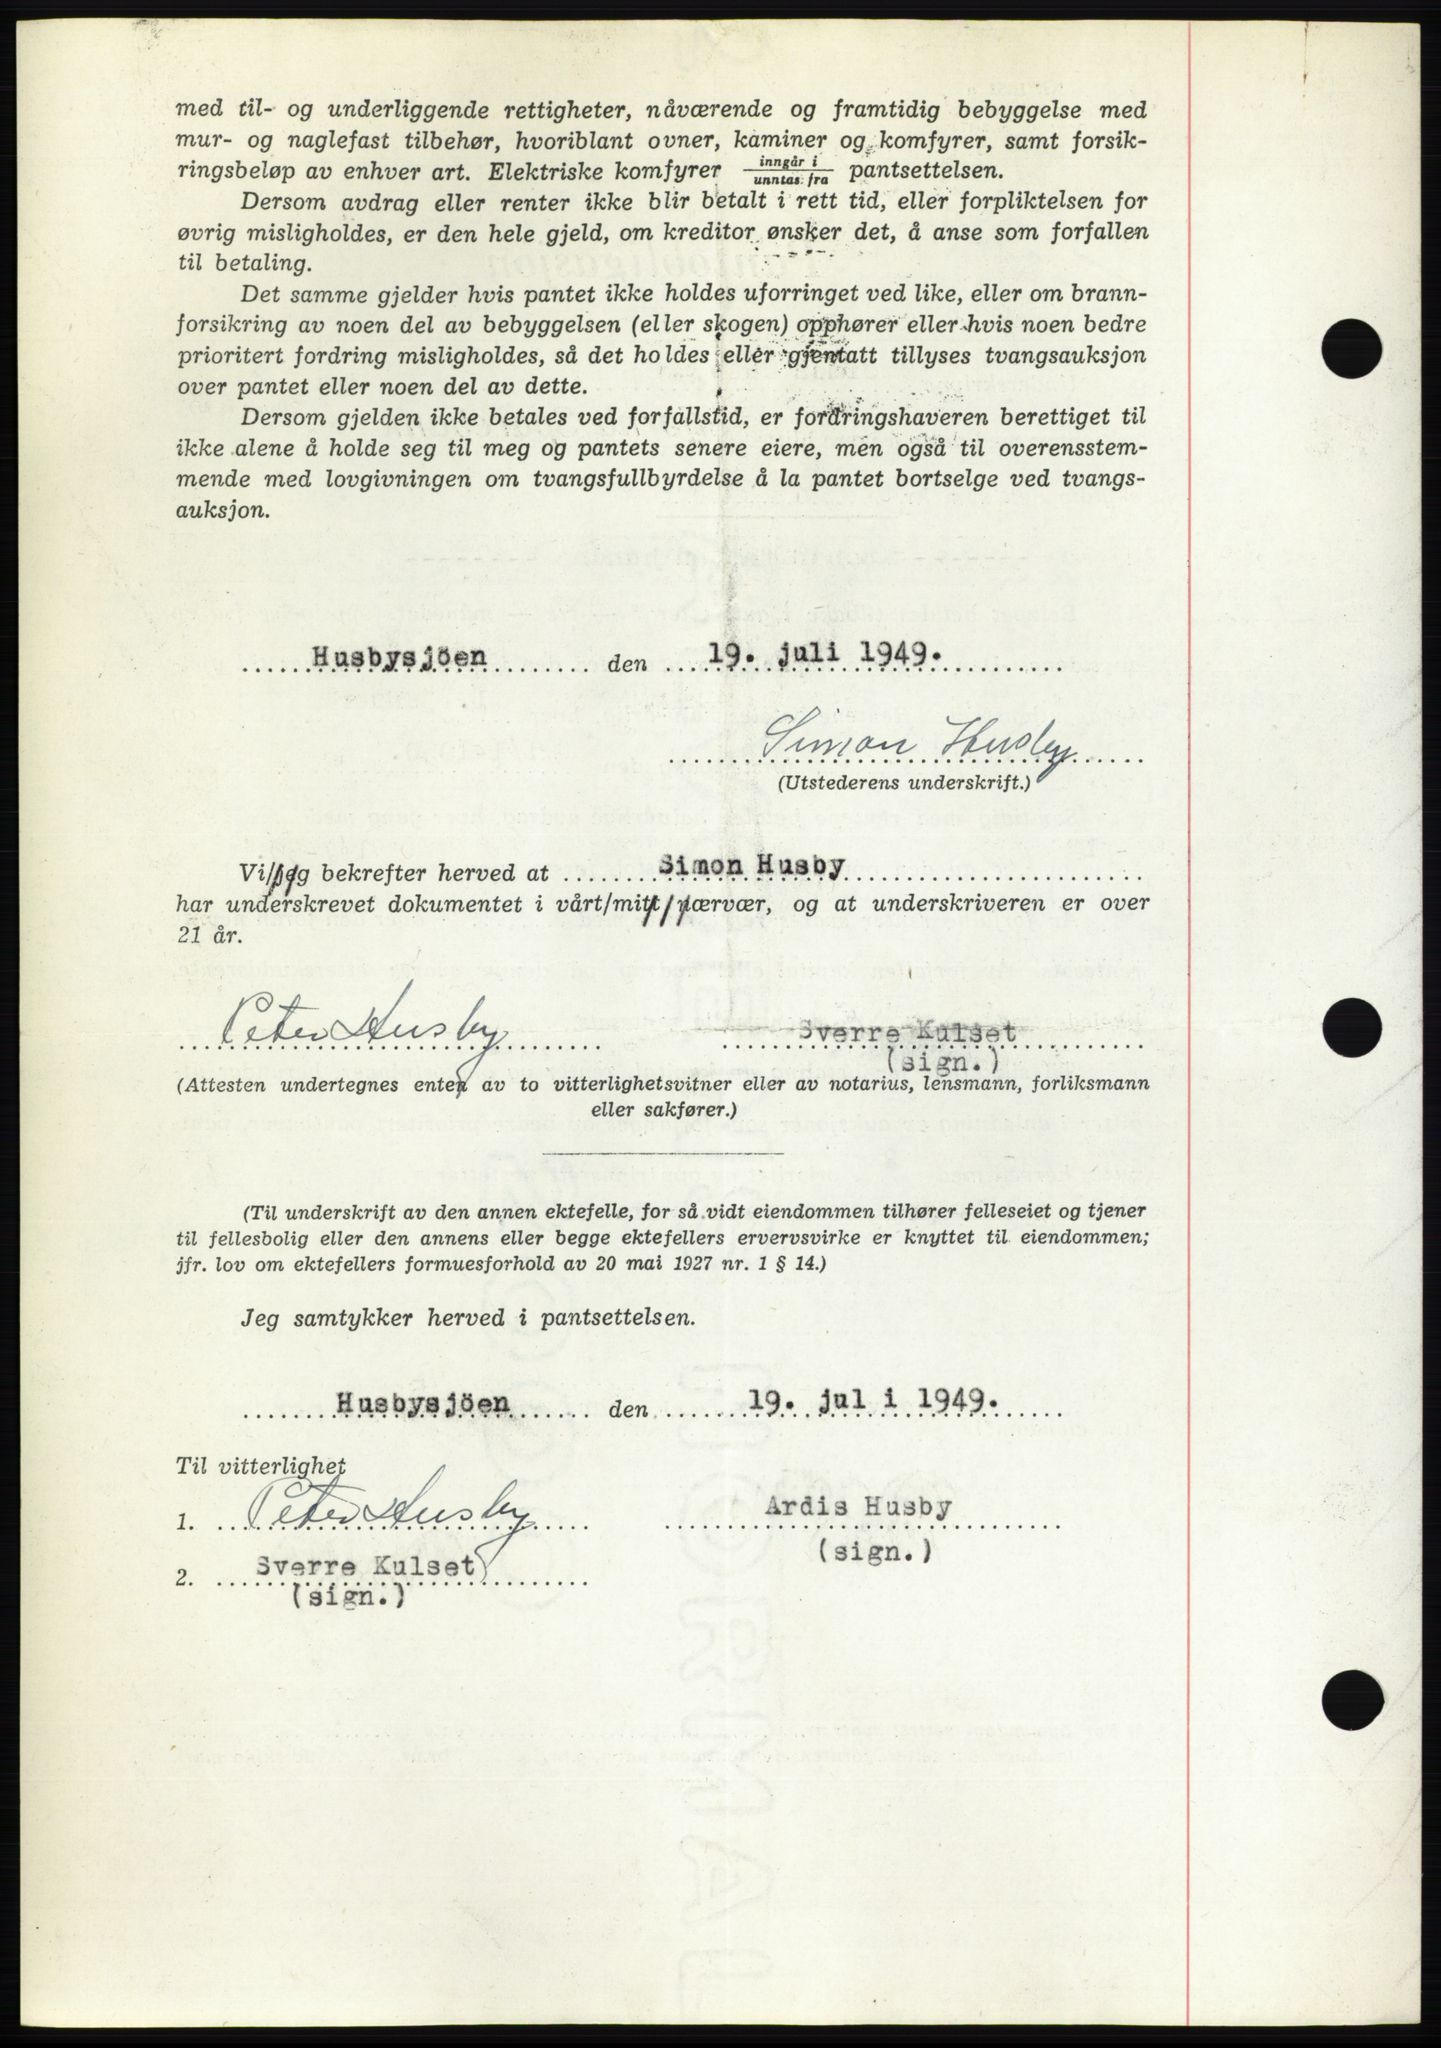 med til- og underliggende rettigheter, nåværende og framtidig bebyggelse med
mur- og naglefast tilbehør, hvoriblant ovner, kaminer og komfyrer, samt forsik-
ringsbeløp av enhver art. Elektriske komfyrer inngår i / unntas fra pantsettelsen.
Dersom avdrag eller renter ikke blir betalt i rett tid, eller forpliktelsen for
øvrig misligholdes, er den hele gjeld, om kreditor ønsker det, å anse som forfallen
til betaling.
Det samme gjelder hvis pantet ikke holdes uforringet ved like, eller om brann-
forsikring av noen del av bebyggelsen (eller skogen) opphører eller hvis noen bedre
prioritert fordring misligholdes, så det holdes eller gjentatt tillyses tvangsauksjon
over pantet eller noen del av dette.
Dersom gjelden ikke betales ved forfallstid, er fordringshaveren berettiget til
ikke alene å holde seg til meg og pantets senere eiere, men også til overensstem-
mende med lovgivningen om tvangsfullbyrdelse å la pantet bortselge ved tvangs-
auksjon.
Husbysjöen den 19. juli 1949.
Simon Husby
(Utstederens underskrift.)
Vi/jeg bekrefter herved at Simon Husby
har underskrevet dokumentet i vårt/mitt nærvær, og at underskriveren er over
21 år.
Peter Husby Sverre Kulset
(sign.)
(Attesten undertegnes enten av to vitterlighetsvitner eller av notarius, lensmann, forliksmann
eller sakfører.)
(Til underskrift av den annen ektefelle, for så vidt eiendommen tilhører felleseiet og tjener
til fellesbolig eller den annens eller begge ektefellers ervervsvirke er knyttet til eiendommen;
jfr. lov om ektefellers formuesforhold av 20 mai 1927 nr. 1 § 14.)
Jeg samtykker herved i pantsettelsen.
Husbysjöen den 19. jul i 1949.
Til vitterlighet
1. Peter Husby Ardis Husby
(sign.)
2. Sverre Kulset
(sign.)